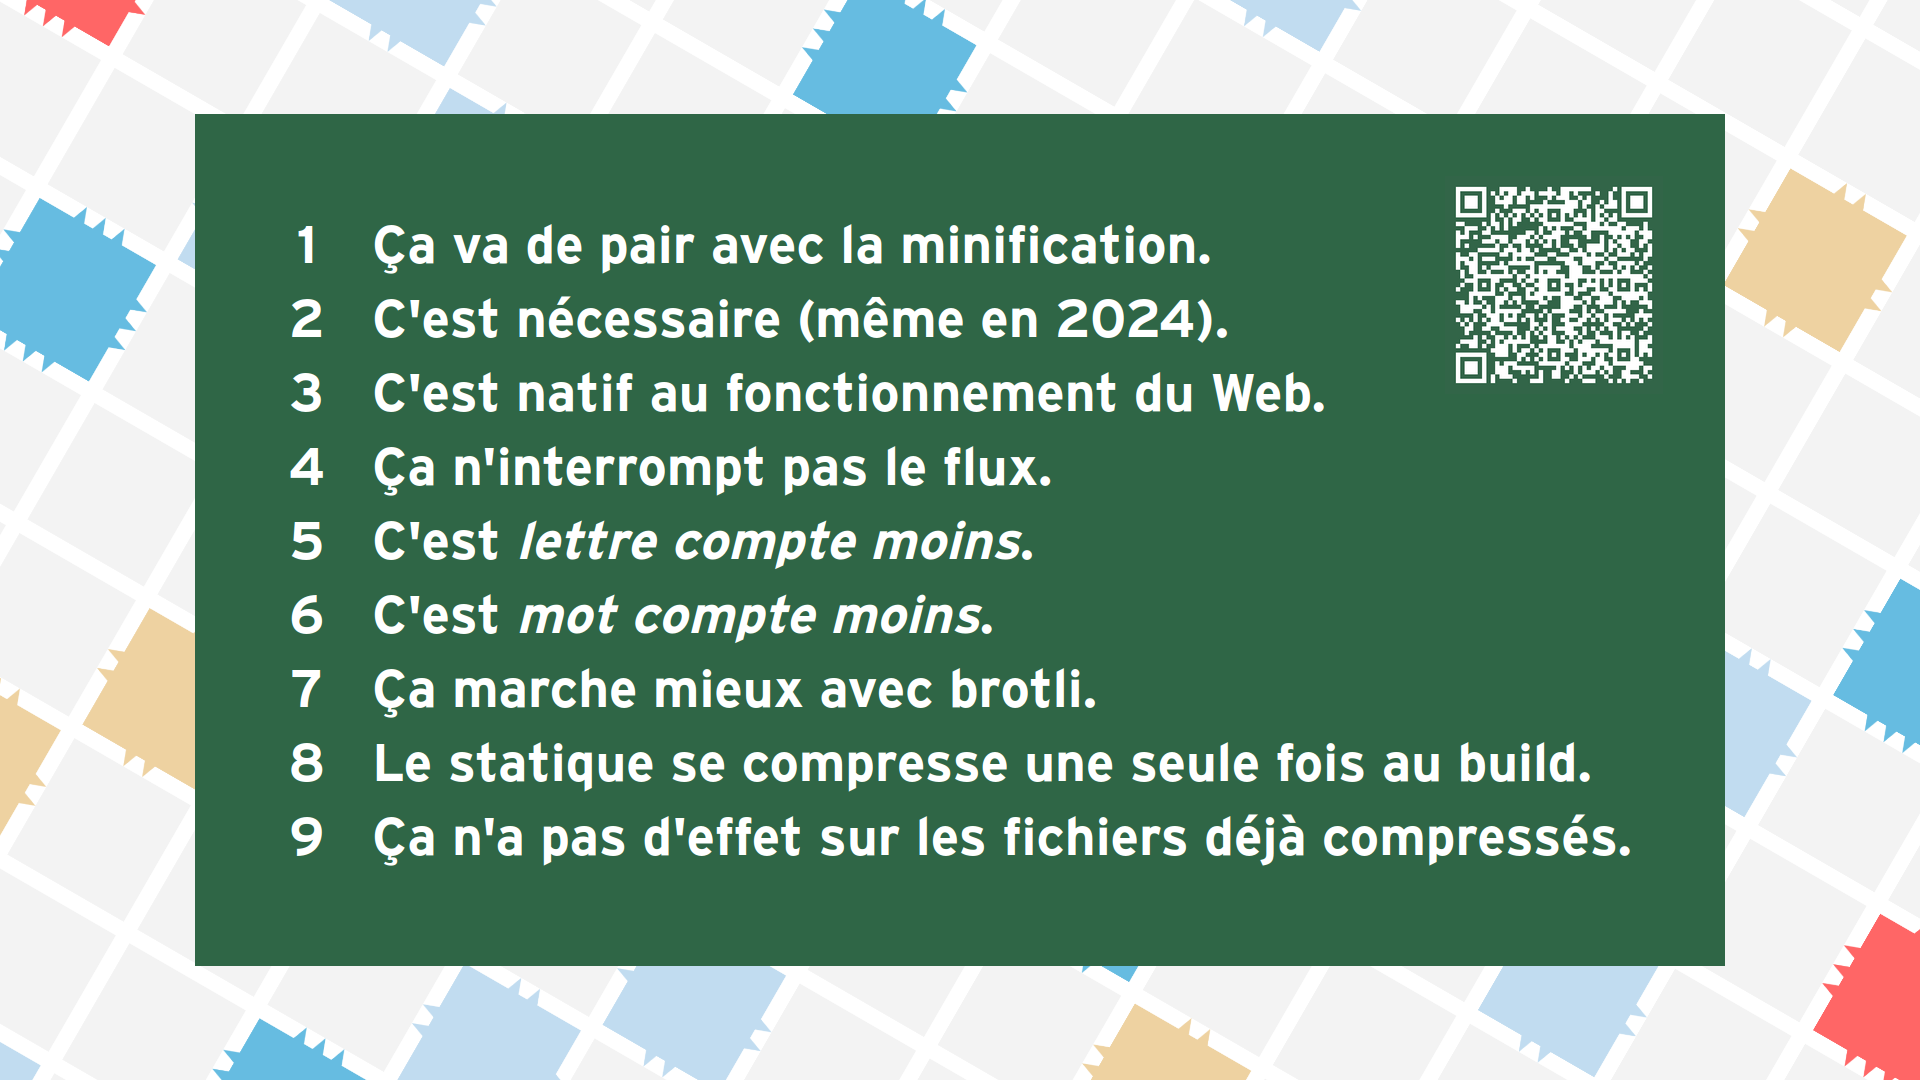 1 Ça va de pair avec la minification.
2 C'est nécessaire (même en 2024).
3 C'est natif au fonctionnement du Web.
4 Ça n'interrompt pas le flux.
5 C'est lettre compte moins.
6 C'est mot compte moins.
7 Ça marche mieux avec brotli.
8 Le statique se compresse une seule fois au build.
9 Ça n'a pas d'effet sur les fichiers déjà compressés.